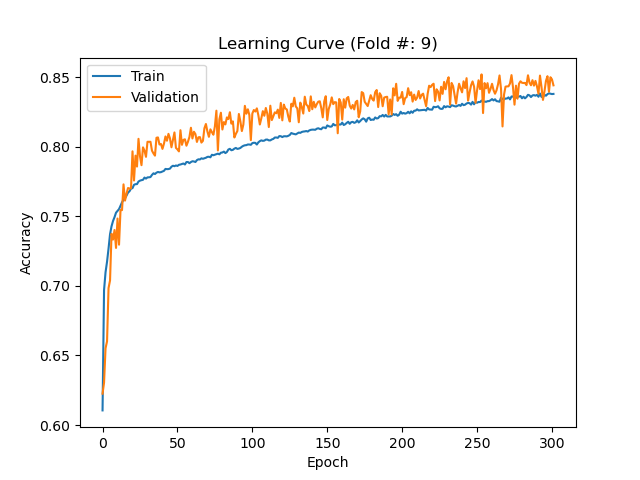 Learning Curve (Fold #: 9)
Train
Validation
Accuracy
0.85
0.80
0.75
0.70
0.65
0.60
0 50 100 150 200 250 300
Epoch